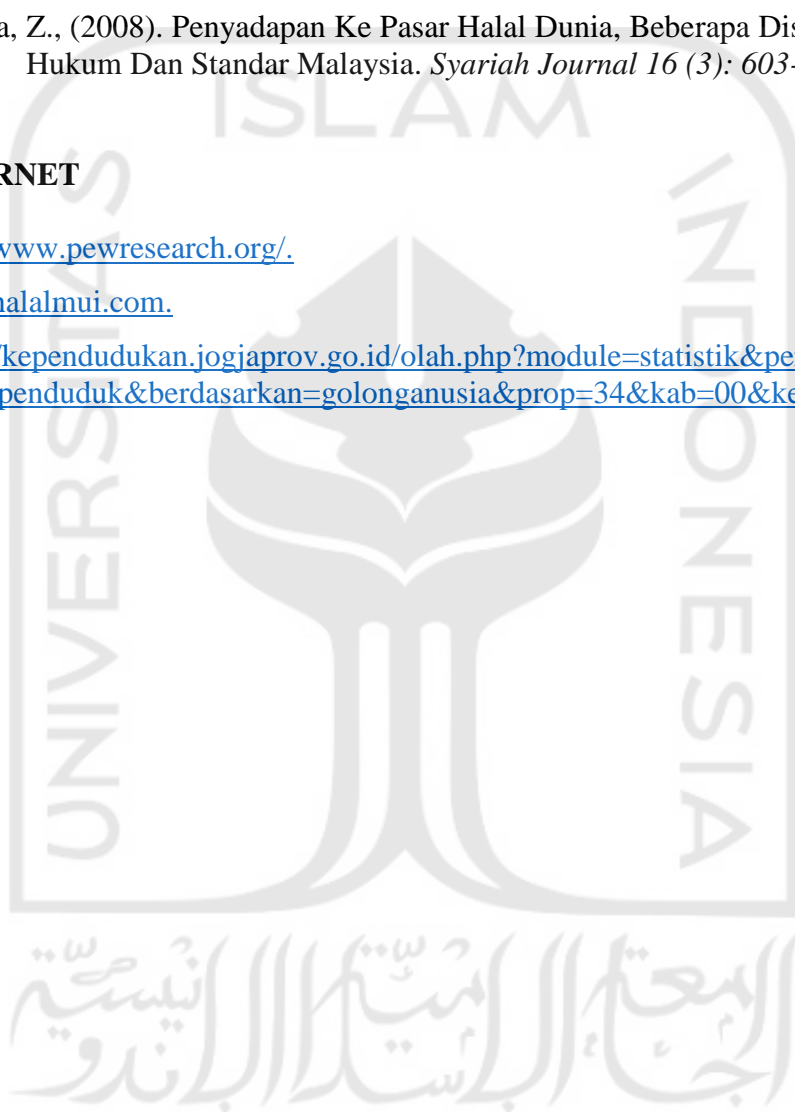 a, Z., (2008). Penyadapan Ke Pasar Halal Dunia, Beberapa Dis
Hukum Dan Standar Malaysia. Syariah Journal 16 (3): 603-
RNET
www.pewresearch.org/.
halalmui.com.
/kependudukan.jogjaprov.go.id/olah.php?module=statistik&pe
penduduk&berdasarkan=golonganusia&prop=34&kab=00&ke
ISLAM
UNIVERSITAS
INDONESIA